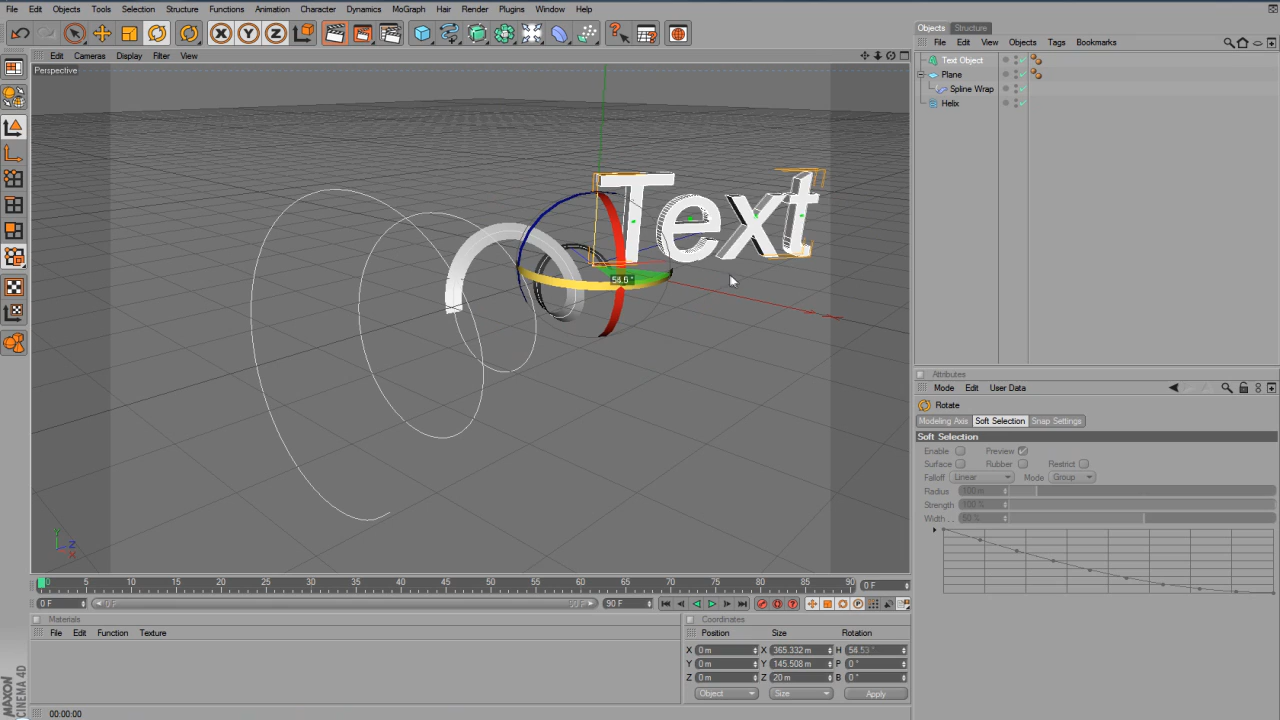 File Edit Objects Tools Selection Structure Functions Animation Character Dynamics MoGraph Hair Render Plugins Window Help
Objects Structure
File Edit View Objects Tags Bookmarks
Edit Cameras Display Filter View
Perspective
Text Object
Plane
Spline Wrap
Helix
Text
54.6 °
Attributes
Mode Edit User Data
Rotate
Modeling Axis Soft Selection Snap Settings
Soft Selection
Enable Preview
Surface Rubber Restrict
Falloff Linear Mode Group
Radius 100 m
Strength 100 %
Width . . 50 %
Y
Z
X
0 5 10 15 20 25 30 35 40 45 50 55 60 65 70 75 80 85 90 0 F
0 F 0 F 90 F 90 F
Materials
File Edit Function Texture
Coordinates
Position Size Rotation
X 0 m X 365.332 m H 54.53 °
Y 0 m Y 145.508 m P 0 °
Z 0 m Z 20 m B 0 °
Object Size Apply
MAXON
CINEMA 4D
00:00:00